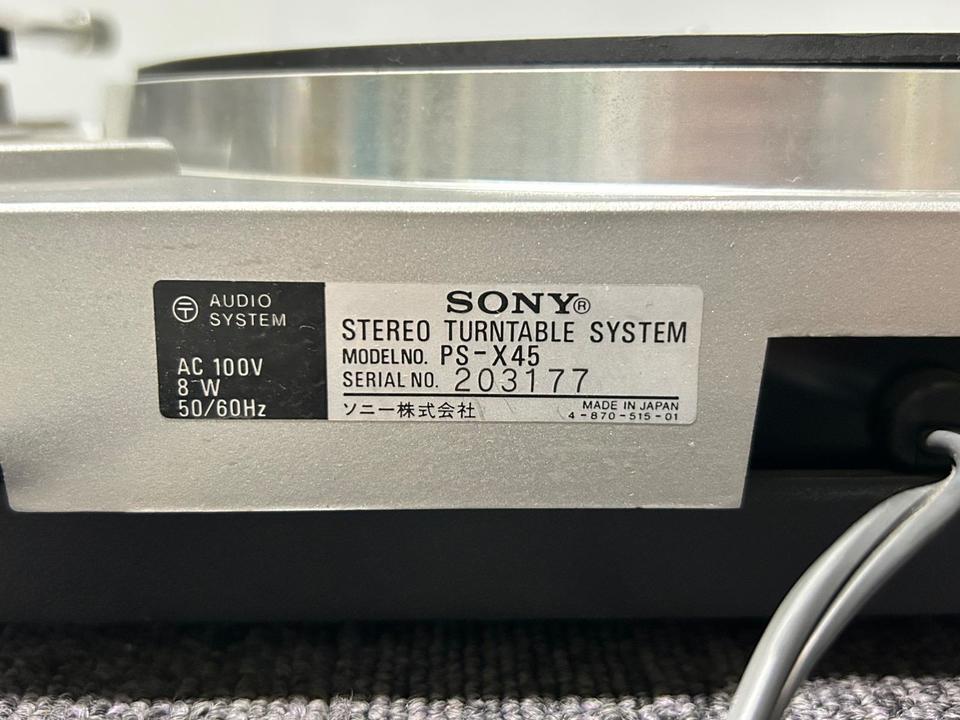 〒 AUDIO
SYSTEM
AC 100V
8 W
50/60Hz
SONY®
STEREO TURNTABLE SYSTEM
MODEL NO. PS-X45
SERIAL NO. 203177
ソニー株式会社
MADE IN JAPAN
4-870-515-01